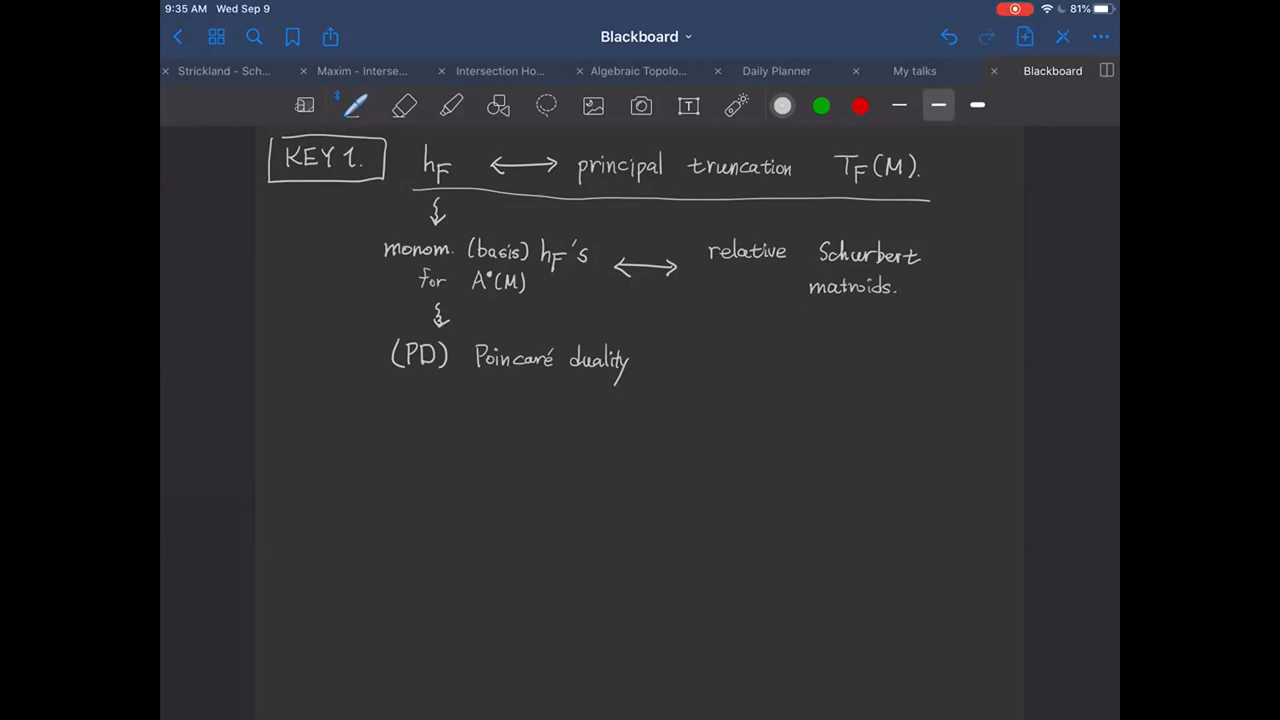 9:35 AM Wed Sep 9
81%
Blackboard
Strickland - Sch...
Maxim - Interse...
Intersection Ho...
Algebraic Topolo...
Daily Planner
My talks
Blackboard
KEY 1. h_F ⟷ principal truncation T_F(M).
monom. (basis) h_F's ⟷ relative Schurbert
for A•(M) matroids.
(PD) Poincaré duality